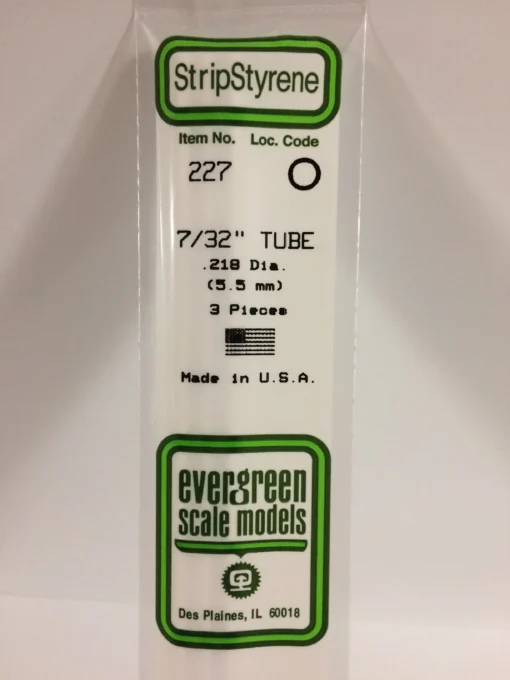 StripStyrene
Item No. Loc. Code
227
7/32" TUBE
.218 Dia.
(5.5 mm)
3 Pieces
Made in U.S.A.
evergreen
scale models
Des Plaines, IL 60018